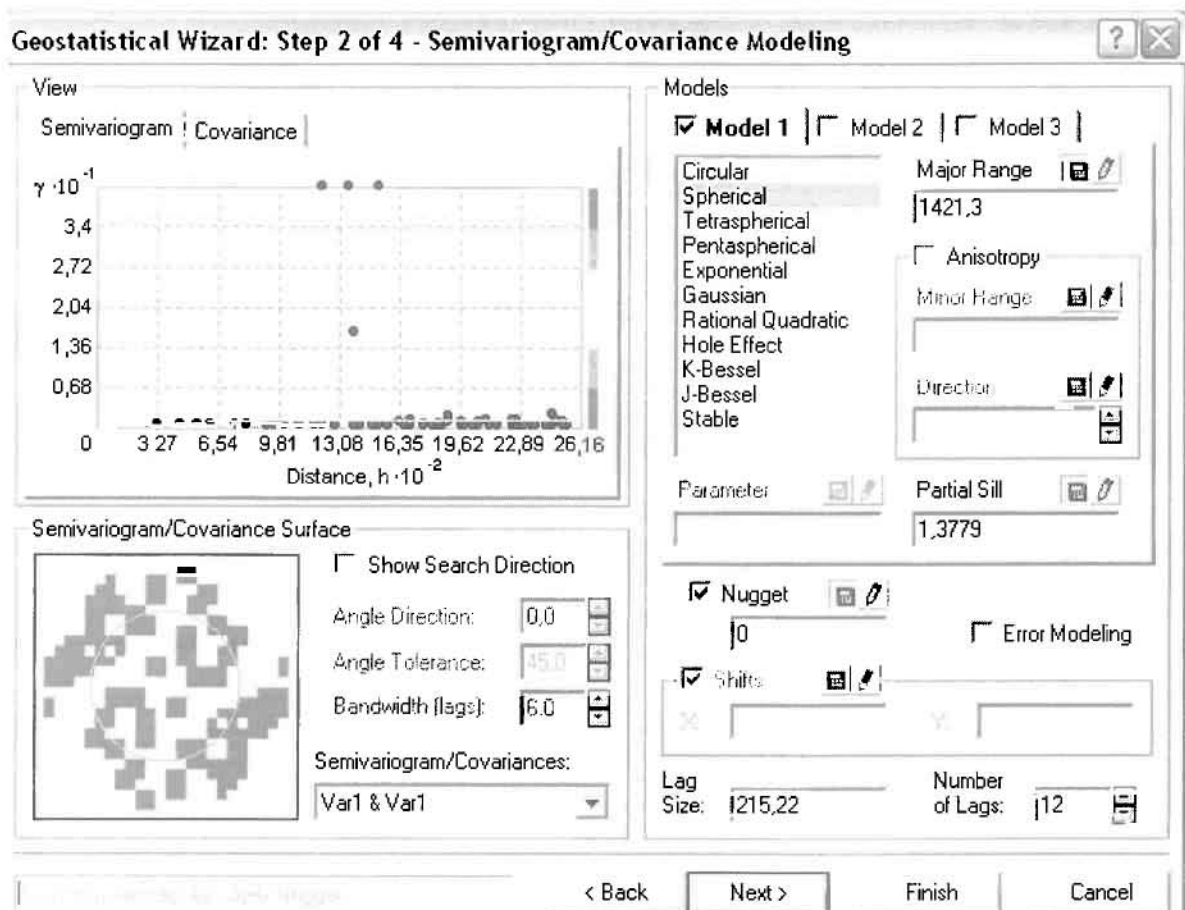 Geostatistical Wizard: Step 2 of 4 - Semivariogram/Covariance Modeling
?
View
Semivariogram Covariance
γ·10⁻¹
3,4
2,72
2,04
1,36
0,68
0 3 27 6,54 9,81 13,08 16,35 19,62 22,89 26,16
Distance, h·10⁻²
Semivariogram/Covariance Surface
Show Search Direction
Angle Direction: 0,0
Angle Tolerance: 45,0
Bandwidth (lags): 6.0
Semivariogram/Covariances:
Var1 & Var1
Models
Model 1 Model 2 Model 3
Circular
Spherical
Tetraspherical
Pentaspherical
Exponential
Gaussian
Rational Quadratic
Hole Effect
K-Bessel
J-Bessel
Stable
Major Range
1421,3
Anisotropy
Minor Range
Direction
Parameter
Partial Sill
1,3779
Nugget
0
Error Modeling
Shifts
X: Y:
Lag Size: 215,22
Number of Lags: 12
< Back Next > Finish Cancel